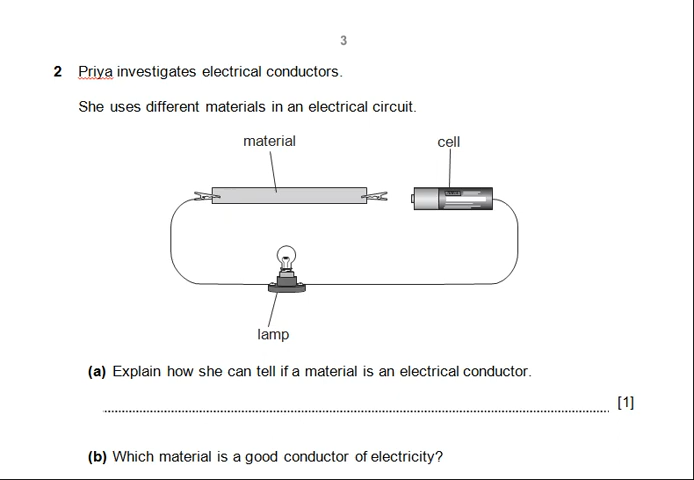 3
2 Priya investigates electrical conductors.
She uses different materials in an electrical circuit.
material
cell
lamp
(a) Explain how she can tell if a material is an electrical conductor.
[1]
(b) Which material is a good conductor of electricity?